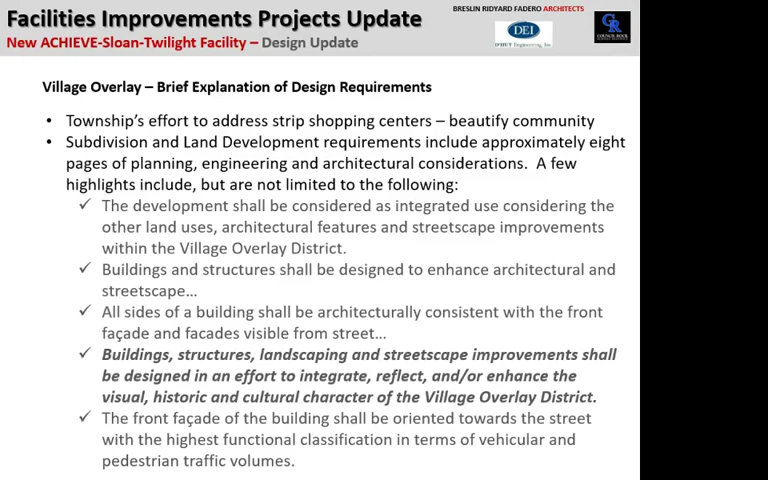 Facilities Improvements Projects Update
BRESLIN RIDYARD FADERO ARCHITECTS
New ACHIEVE-Sloan-Twilight Facility – Design Update
DEI
D'HUY Engineering, Inc.
CR
COUNCIL ROCK
SCHOOL DISTRICT
Village Overlay – Brief Explanation of Design Requirements
• Township's effort to address strip shopping centers – beautify community
• Subdivision and Land Development requirements include approximately eight
pages of planning, engineering and architectural considerations. A few
highlights include, but are not limited to the following:
✓ The development shall be considered as integrated use considering the
other land uses, architectural features and streetscape improvements
within the Village Overlay District.
✓ Buildings and structures shall be designed to enhance architectural and
streetscape…
✓ All sides of a building shall be architecturally consistent with the front
façade and facades visible from street…
✓ Buildings, structures, landscaping and streetscape improvements shall
be designed in an effort to integrate, reflect, and/or enhance the
visual, historic and cultural character of the Village Overlay District.
✓ The front façade of the building shall be oriented towards the street
with the highest functional classification in terms of vehicular and
pedestrian traffic volumes.